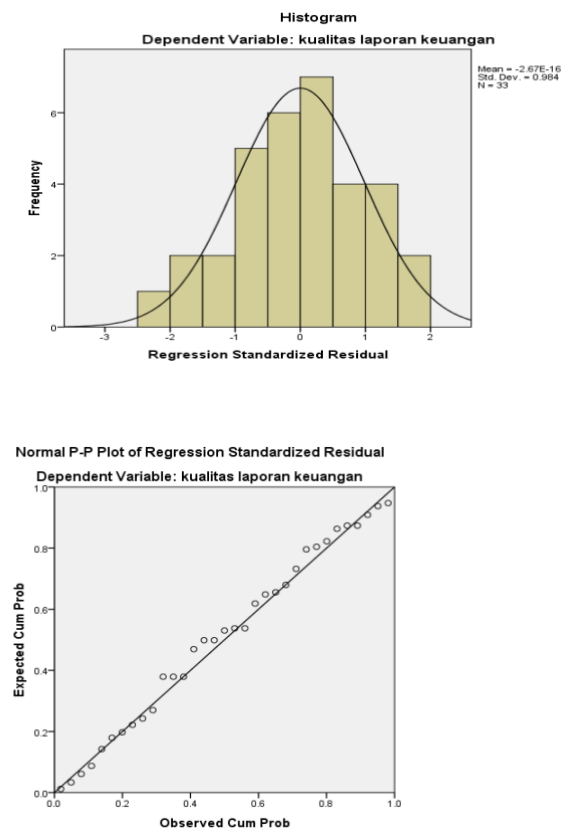 Histogram
Dependent Variable: kualitas laporan keuangan
Mean = -2.67E-16
Std. Dev. = 0.984
N = 33
Frequency
6
4
2
0
-3 -2 -1 0 1 2
Regression Standardized Residual
Normal P-P Plot of Regression Standardized Residual
Dependent Variable: kualitas laporan keuangan
Expected Cum Prob
1.0
0.8
0.6
0.4
0.2
0.0
0.0 0.2 0.4 0.6 0.8 1.0
Observed Cum Prob